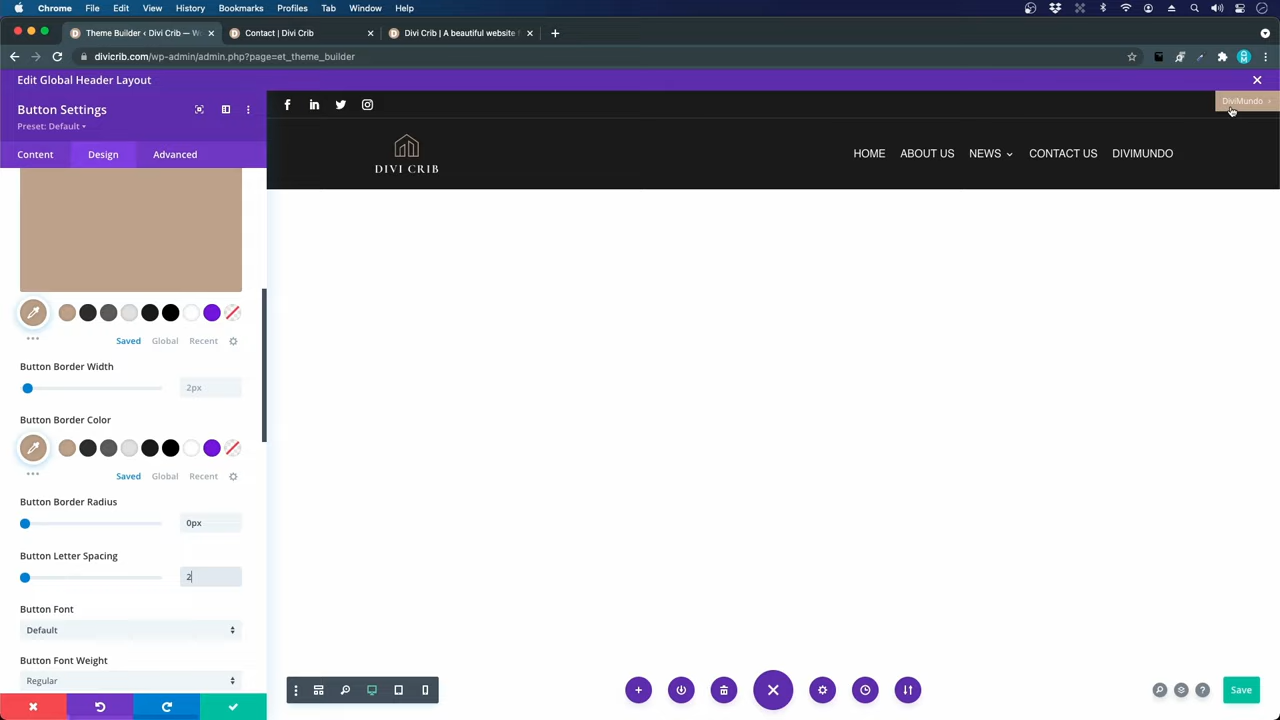 Chrome File Edit View History Bookmarks Profiles Tab Window Help
Theme Builder ‹ Divi Crib — W
Contact | Divi Crib
Divi Crib | A beautiful website
divicrib.com/wp-admin/admin.php?page=et_theme_builder
Edit Global Header Layout
Button Settings
Preset: Default
Content Design Advanced
DiviMundo
DIVI CRIB
HOME ABOUT US NEWS CONTACT US DIVIMUNDO
Saved Global Recent
Button Border Width
2px
Button Border Color
Saved Global Recent
Button Border Radius
0px
Button Letter Spacing
2
Button Font
Default
Button Font Weight
Regular
Save